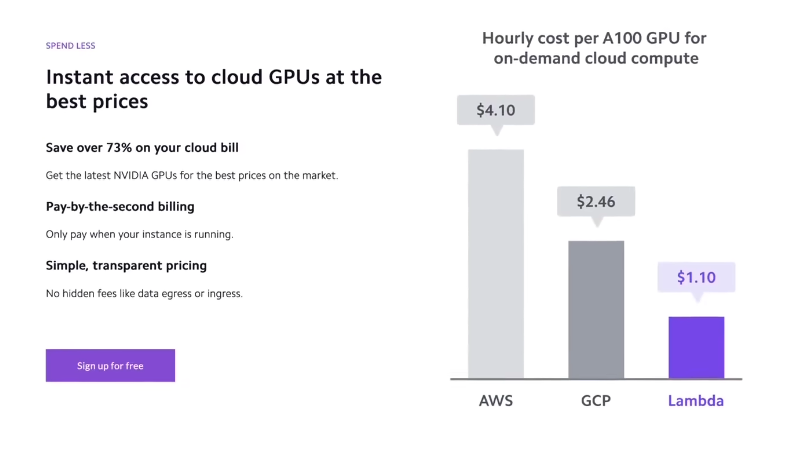 SPEND LESS
Instant access to cloud GPUs at the
best prices
Save over 73% on your cloud bill
Get the latest NVIDIA GPUs for the best prices on the market.
Pay-by-the-second billing
Only pay when your instance is running.
Simple, transparent pricing
No hidden fees like data egress or ingress.
Sign up for free
Hourly cost per A100 GPU for
on-demand cloud compute
$4.10
$2.46
$1.10
AWS
GCP
Lambda